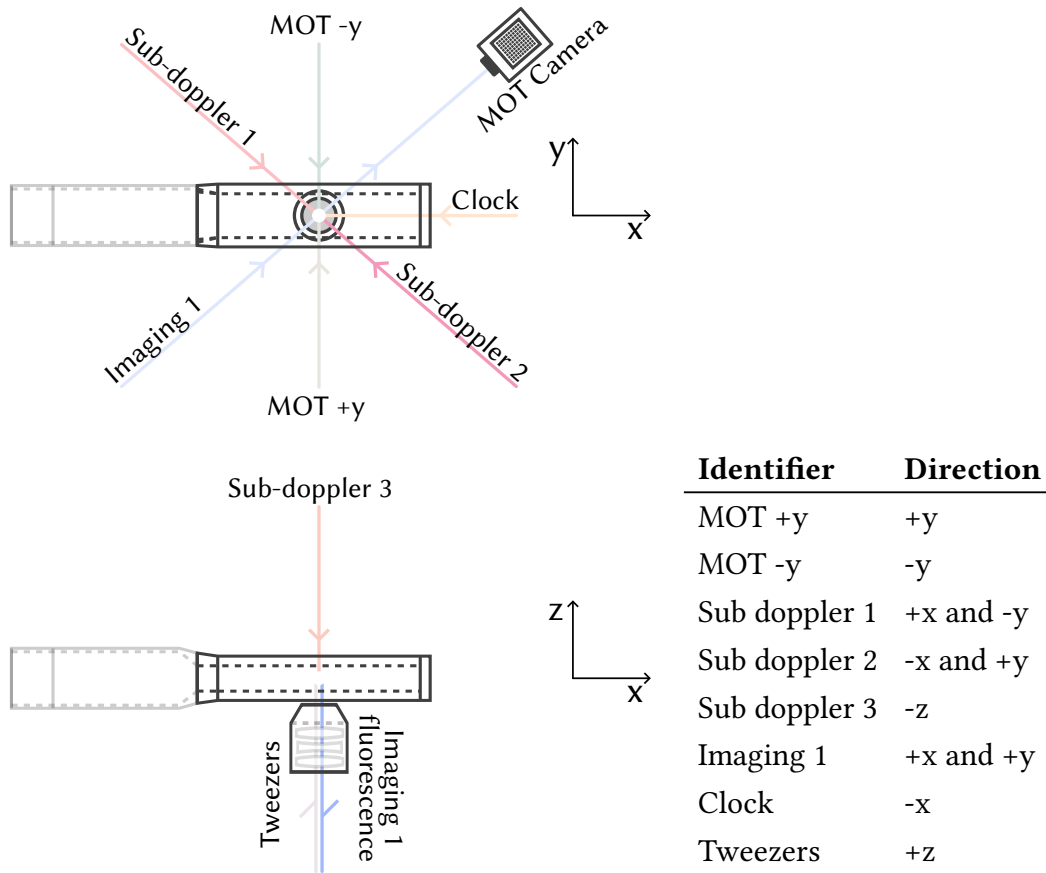 MOT -y
Sub-doppler 1
MOT Camera
y
x
Clock
Imaging 1
Sub-doppler 2
MOT +y
Sub-doppler 3
z
x
Tweezers
Imaging 1
fluorescence
Identifier Direction
MOT +y +y
MOT -y -y
Sub doppler 1 +x and -y
Sub doppler 2 -x and +y
Sub doppler 3 -z
Imaging 1 +x and +y
Clock -x
Tweezers +z